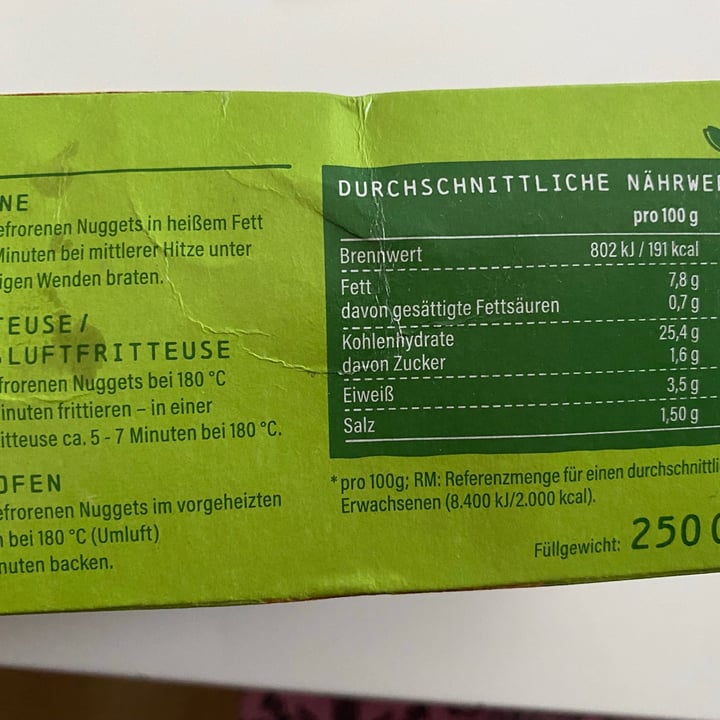 NE
efrorenen Nuggets in heißem Fett
Minuten bei mittlerer Hitze unter
igen Wenden braten.
TEUSE /
LUFTFRITTEUSE
frorenen Nuggets bei 180 °C
inuten frittieren – in einer
itteuse ca. 5 - 7 Minuten bei 180 °C.
OFEN
efrorenen Nuggets im vorgeheizten
n bei 180 °C (Umluft)
nuten backen.
DURCHSCHNITTLICHE NÄHRWE
pro 100 g
Brennwert 802 kJ / 191 kcal
Fett 7,8 g
davon gesättigte Fettsäuren 0,7 g
Kohlenhydrate 25,4 g
davon Zucker 1,6 g
Eiweiß 3,5 g
Salz 1,50 g
* pro 100g; RM: Referenzmenge für einen durchschnittli
Erwachsenen (8.400 kJ/2.000 kcal).
Füllgewicht: 250